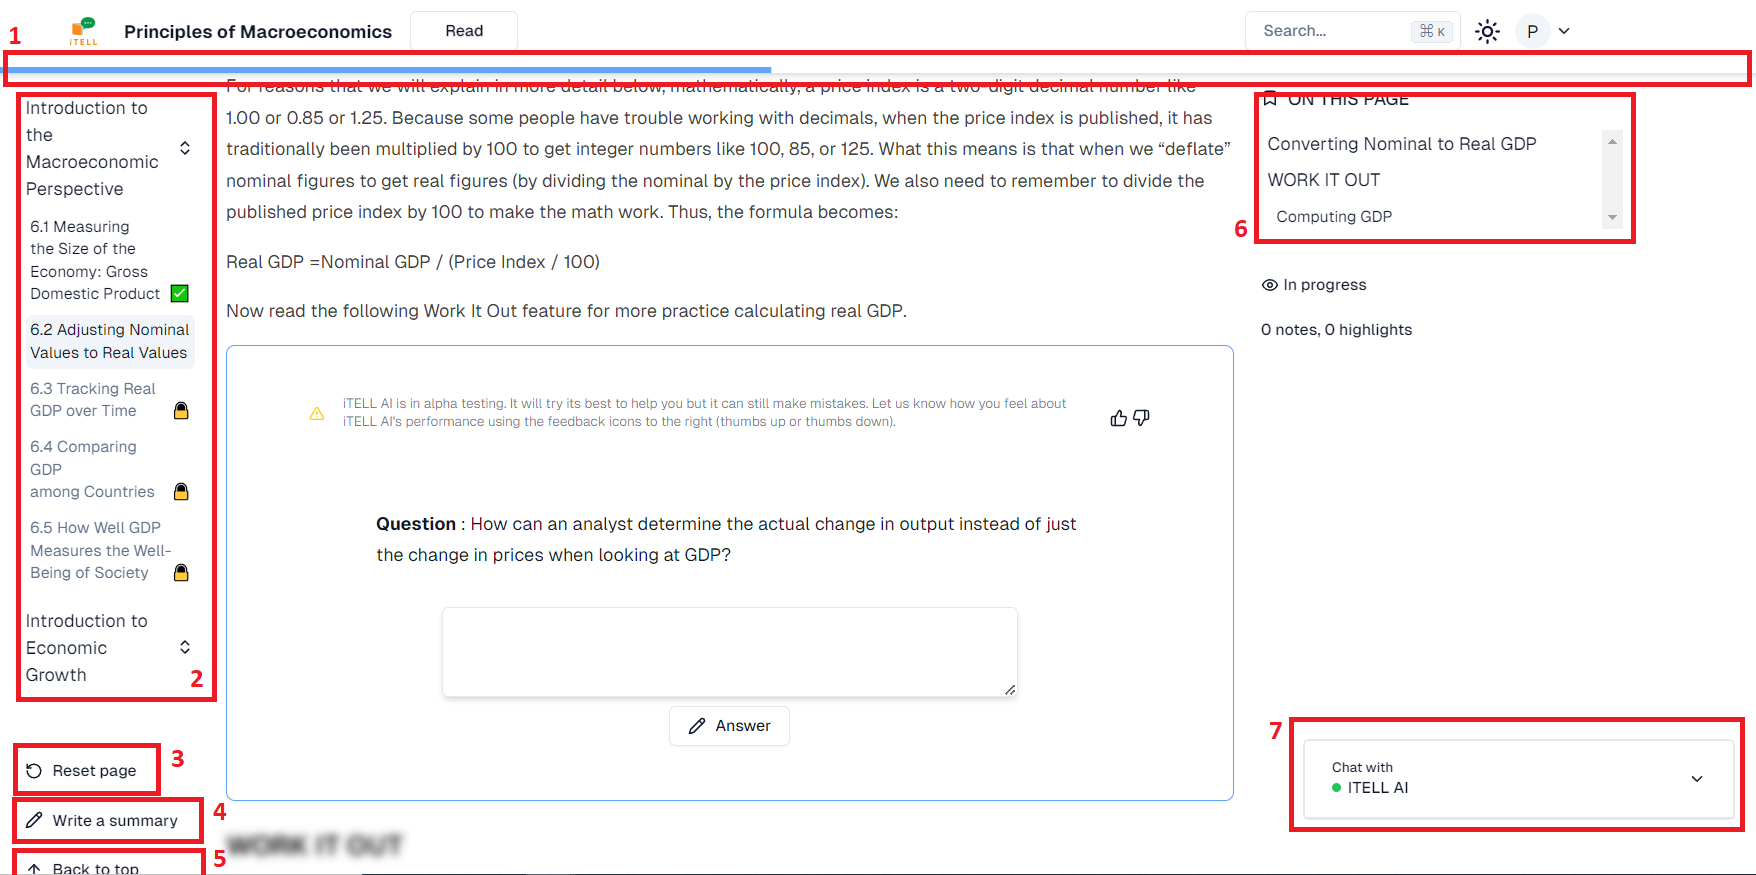 1
iTELL
Principles of Macroeconomics
Read
Search...
⌘ K
P
Introduction to
the
Macroeconomic
Perspective
6.1 Measuring
the Size of the
Economy: Gross
Domestic Product
6.2 Adjusting Nominal
Values to Real Values
6.3 Tracking Real
GDP over Time
6.4 Comparing
GDP
among Countries
6.5 How Well GDP
Measures the Well-
Being of Society
Introduction to
Economic
Growth
2
Reset page
3
Write a summary
4
Back to top
5
For reasons that we will explain in more detail below, mathematically, a price index is a two-digit decimal number like
1.00 or 0.85 or 1.25. Because some people have trouble working with decimals, when the price index is published, it has
traditionally been multiplied by 100 to get integer numbers like 100, 85, or 125. What this means is that when we “deflate”
nominal figures to get real figures (by dividing the nominal by the price index). We also need to remember to divide the
published price index by 100 to make the math work. Thus, the formula becomes:
Real GDP =Nominal GDP / (Price Index / 100)
Now read the following Work It Out feature for more practice calculating real GDP.
iTELL AI is in alpha testing. It will try its best to help you but it can still make mistakes. Let us know how you feel about
iTELL AI's performance using the feedback icons to the right (thumbs up or thumbs down).
Question : How can an analyst determine the actual change in output instead of just
the change in prices when looking at GDP?
Answer
WORK IT OUT
ON THIS PAGE
Converting Nominal to Real GDP
WORK IT OUT
Computing GDP
6
In progress
0 notes, 0 highlights
7
Chat with
ITELL AI